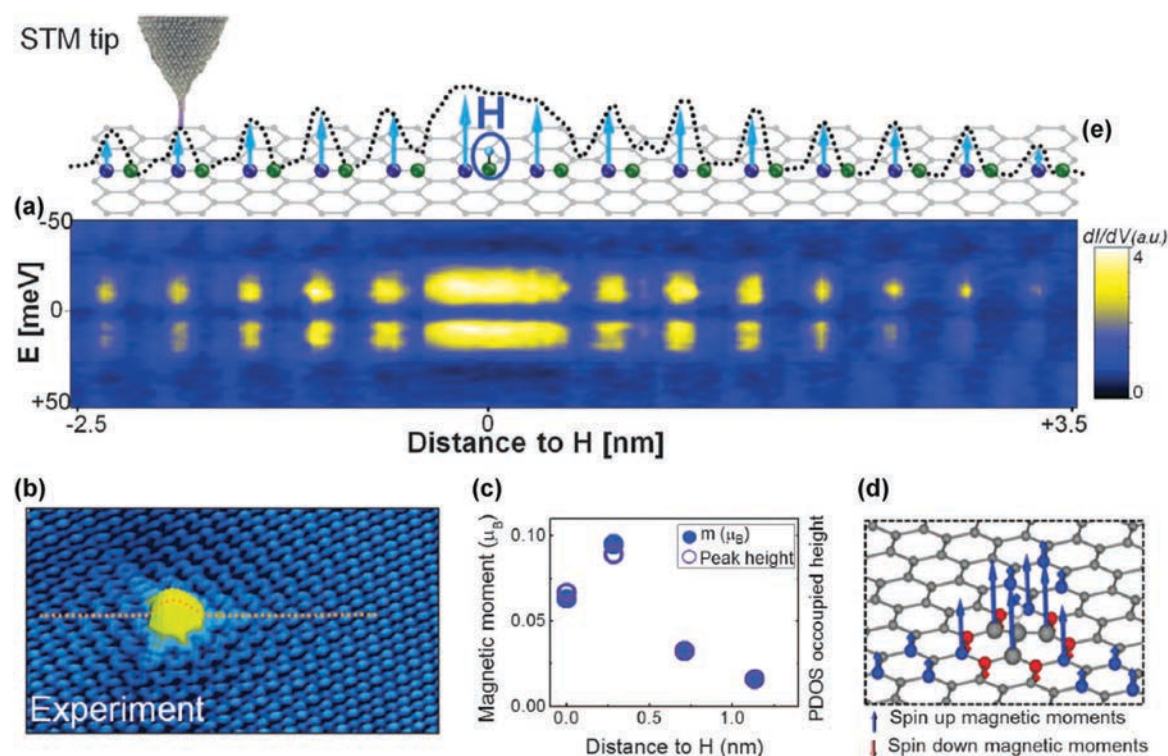 STM tip
H
(e)
(a)
-50
0
+50
E [meV]
-2.5
0
+3.5
Distance to H [nm]
dI/dV(a.u.)
4
0
(b)
Experiment
(c)
Magnetic moment (μB)
0.10
0.05
0.00
m (μB)
Peak height
PDOS occupied height
0.0
0.5
1.0
Distance to H (nm)
(d)
Spin up magnetic moments
Spin down magnetic moments